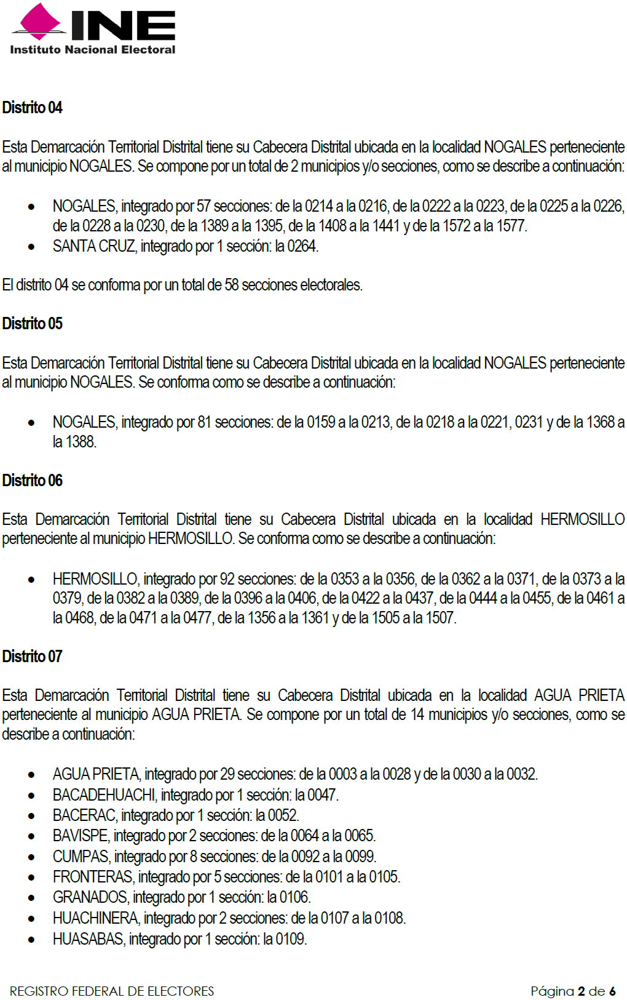 INE
Instituto Nacional Electoral
Distrito 04
Esta Demarcación Territorial Distrital tiene su Cabecera Distrital ubicada en la localidad NOGALES perteneciente
al municipio NOGALES. Se compone por un total de 2 municipios y/o secciones, como se describe a continuación:
• NOGALES, integrado por 57 secciones: de la 0214 a la 0216, de la 0222 a la 0223, de la 0225 a la 0226,
de la 0228 a la 0230, de la 1389 a la 1395, de la 1408 a la 1441 y de la 1572 a la 1577.
• SANTA CRUZ, integrado por 1 sección: la 0264.
El distrito 04 se conforma por un total de 58 secciones electorales.
Distrito 05
Esta Demarcación Territorial Distrital tiene su Cabecera Distrital ubicada en la localidad NOGALES perteneciente
al municipio NOGALES. Se conforma como se describe a continuación:
• NOGALES, integrado por 81 secciones: de la 0159 a la 0213, de la 0218 a la 0221, 0231 y de la 1368 a
la 1388.
Distrito 06
Esta Demarcación Territorial Distrital tiene su Cabecera Distrital ubicada en la localidad HERMOSILLO
perteneciente al municipio HERMOSILLO. Se conforma como se describe a continuación:
• HERMOSILLO, integrado por 92 secciones: de la 0353 a la 0356, de la 0362 a la 0371, de la 0373 a la
0379, de la 0382 a la 0389, de la 0396 a la 0406, de la 0422 a la 0437, de la 0444 a la 0455, de la 0461 a
la 0468, de la 0471 a la 0477, de la 1356 a la 1361 y de la 1505 a la 1507.
Distrito 07
Esta Demarcación Territorial Distrital tiene su Cabecera Distrital ubicada en la localidad AGUA PRIETA
perteneciente al municipio AGUA PRIETA. Se compone por un total de 14 municipios y/o secciones, como se
describe a continuación:
• AGUA PRIETA, integrado por 29 secciones: de la 0003 a la 0028 y de la 0030 a la 0032.
• BACADEHUACHI, integrado por 1 sección: la 0047.
• BACERAC, integrado por 1 sección: la 0052.
• BAVISPE, integrado por 2 secciones: de la 0064 a la 0065.
• CUMPAS, integrado por 8 secciones: de la 0092 a la 0099.
• FRONTERAS, integrado por 5 secciones: de la 0101 a la 0105.
• GRANADOS, integrado por 1 sección: la 0106.
• HUACHINERA, integrado por 2 secciones: de la 0107 a la 0108.
• HUASABAS, integrado por 1 sección: la 0109.
REGISTRO FEDERAL DE ELECTORES Página 2 de 6